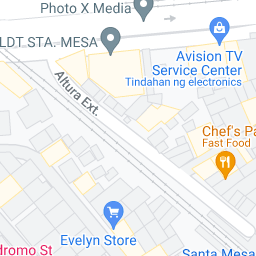 Photo X Media
LDT STA. MESA
Avision TV
Service Center
Tindahan ng electronics
Altura Ext.
Chef's Pa
Fast Food
Evelyn Store
dromo St
Santa Mesa